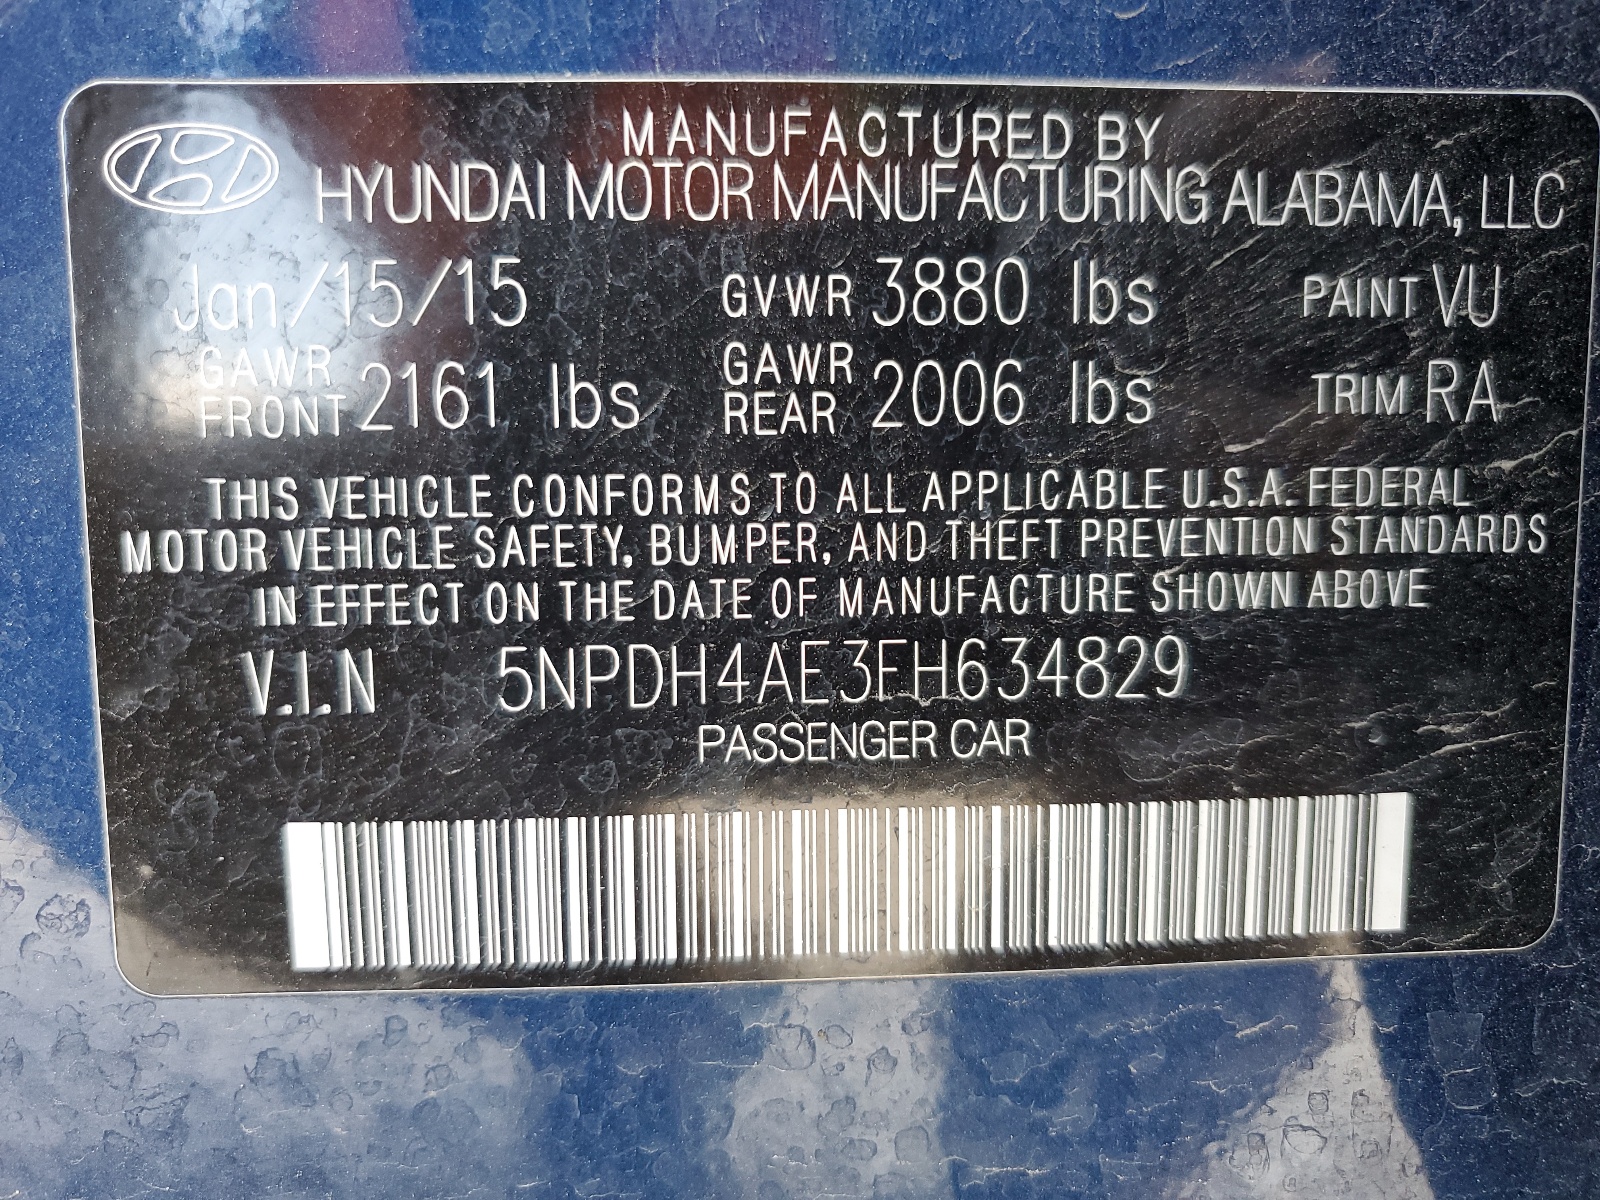 MANUFACTURED BY
HYUNDAI MOTOR MANUFACTURING ALABAMA, LLC
Jan/15/15 GVWR 3880 lbs PAINT VU
GAWR FRONT 2161 lbs GAWR REAR 2006 lbs TRIM RA
THIS VEHICLE CONFORMS TO ALL APPLICABLE U.S.A. FEDERAL
MOTOR VEHICLE SAFETY, BUMPER, AND THEFT PREVENTION STANDARDS
IN EFFECT ON THE DATE OF MANUFACTURE SHOWN ABOVE
V.I.N 5NPDH4AE3FH634829
PASSENGER CAR